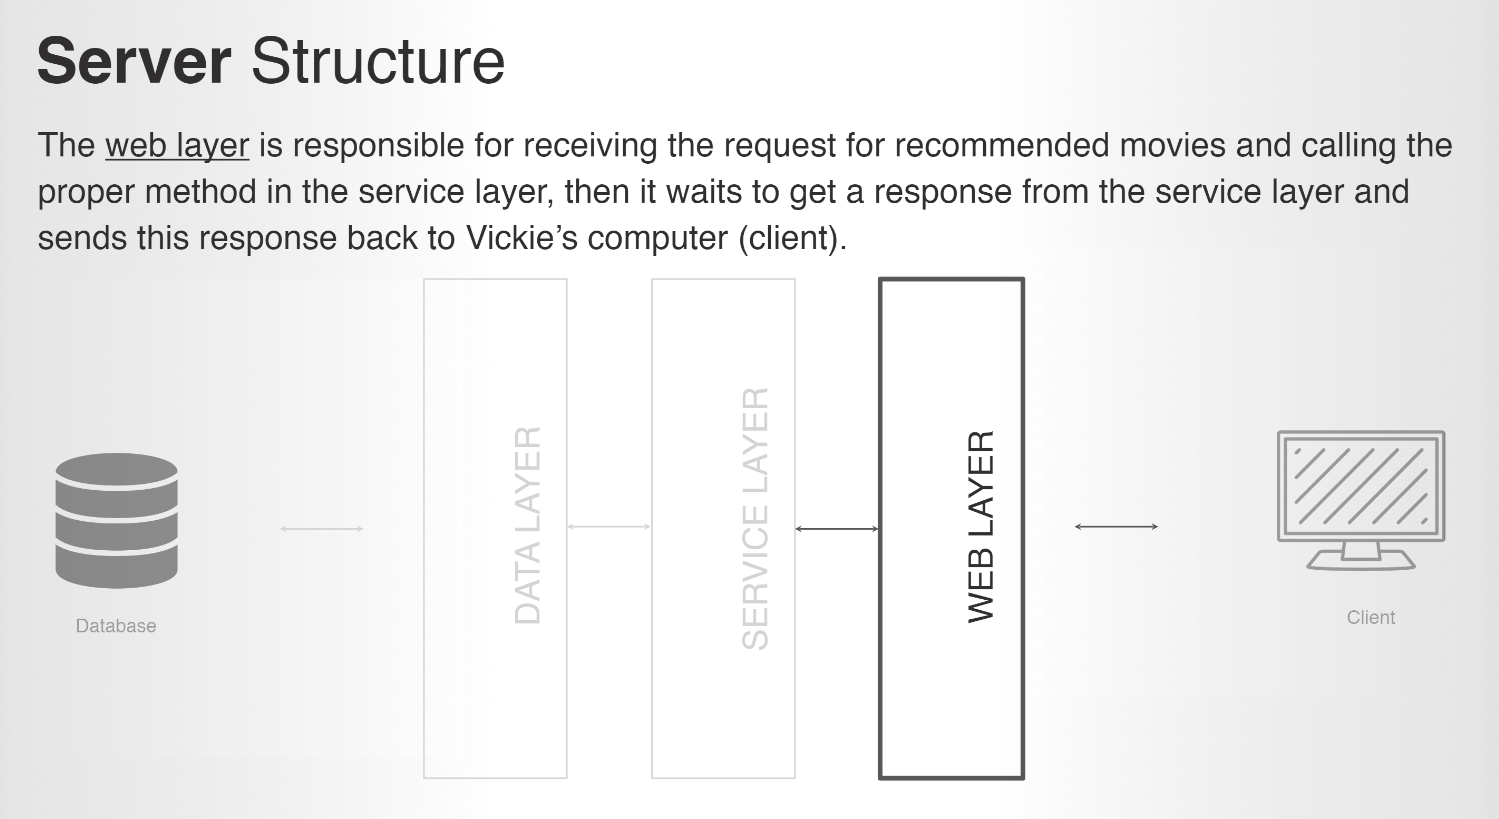 Server Structure
The web layer is responsible for receiving the request for recommended movies and calling the
proper method in the service layer, then it waits to get a response from the service layer and
sends this response back to Vickie’s computer (client).
DATA LAYER
SERVICE LAYER
WEB LAYER
Database
Client